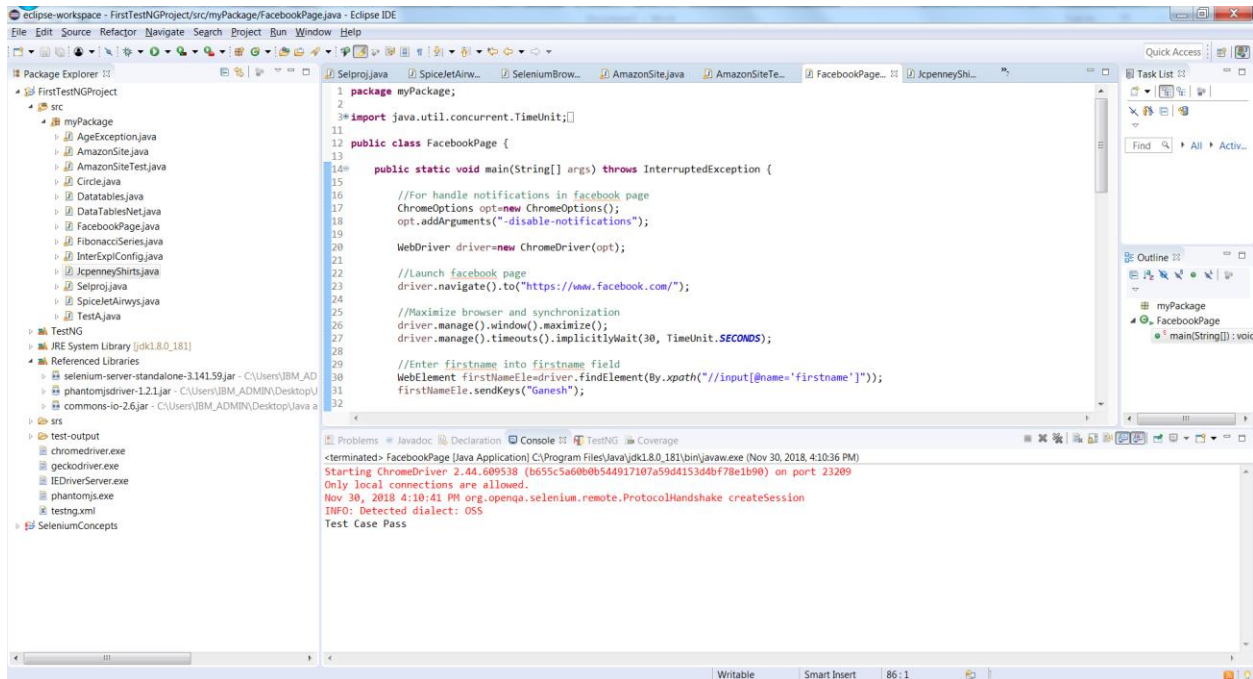 eclipse-workspace - FirstTestNGProject/src/myPackage/FacebookPage.java - Eclipse IDE
File Edit Source Refactor Navigate Search Project Run Window Help
Quick Access
Package Explorer
FirstTestNGProject
src
myPackage
AgeException.java
AmazonSite.java
AmazonSiteTest.java
Circle.java
Datatables.java
DataTablesNet.java
FacebookPage.java
FibonacciSeries.java
InterExplConfig.java
JcpenneyShirts.java
Selproj.java
SpiceJetAirwys.java
TestA.java
TestNG
JRE System Library [jdk1.8.0_181]
Referenced Libraries
selenium-server-standalone-3.141.59.jar - C:\Users\IBM_AD
phantomjsdriver-1.2.1.jar - C:\Users\IBM_ADMIN\Desktop\J
commons-io-2.6.jar - C:\Users\IBM_ADMIN\Desktop\Java a
srs
test-output
chromedriver.exe
geckodriver.exe
IEDriverServer.exe
phantomjs.exe
testng.xml
SeleniumConcepts
Selproj.java SpiceJetAirw... SeleniumBrow... AmazonSite.java AmazonSiteTe... FacebookPage... JcpenneyShi... »7
1 package myPackage;
2
3 import java.util.concurrent.TimeUnit;
11
12 public class FacebookPage {
13
14 public static void main(String[] args) throws InterruptedException {
15
16 //For handle notifications in facebook page
17 ChromeOptions opt=new ChromeOptions();
18 opt.addArguments("-disable-notifications");
19
20 WebDriver driver=new ChromeDriver(opt);
21
22 //Launch facebook page
23 driver.navigate().to("https://www.facebook.com/");
24
25 //Maximize browser and synchronization
26 driver.manage().window().maximize();
27 driver.manage().timeouts().implicitlyWait(30, TimeUnit.SECONDS);
28
29 //Enter firstname into firstname field
30 WebElement firstNameEle=driver.findElement(By.xpath("//input[@name='firstname']"));
31 firstNameEle.sendKeys("Ganesh");
32
Task List
Find All Activ...
Outline
myPackage
FacebookPage
main(String[]) : void
Problems Javadoc Declaration Console TestNG Coverage
<terminated> FacebookPage [Java Application] C:\Program Files\Java\jdk1.8.0_181\bin\javaw.exe (Nov 30, 2018, 4:10:36 PM)
Starting ChromeDriver 2.44.609538 (b655c5a60b0b544917107a59d4153d4bf78e1b90) on port 23209
Only local connections are allowed.
Nov 30, 2018 4:10:41 PM org.openqa.selenium.remote.ProtocolHandshake createSession
INFO: Detected dialect: OSS
Test Case Pass
Writable Smart Insert 86 : 1